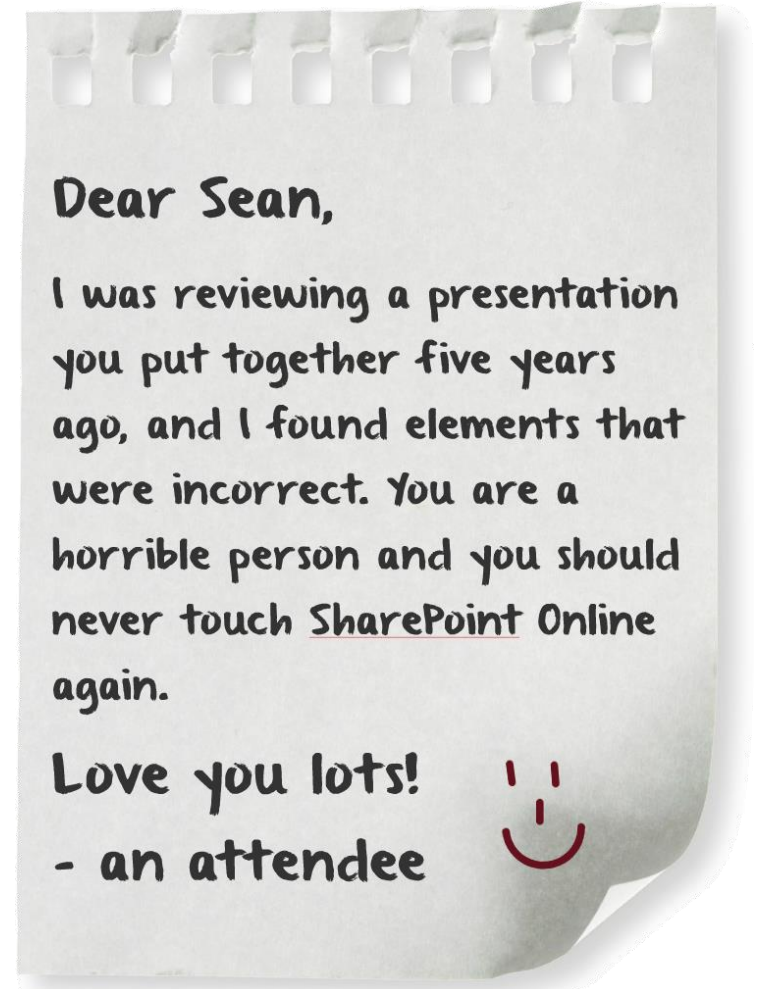 Dear Sean,
I was reviewing a presentation
you put together five years
ago, and I found elements that
were incorrect. You are a
horrible person and you should
never touch SharePoint Online
again.
Love you lots!
- an attendee